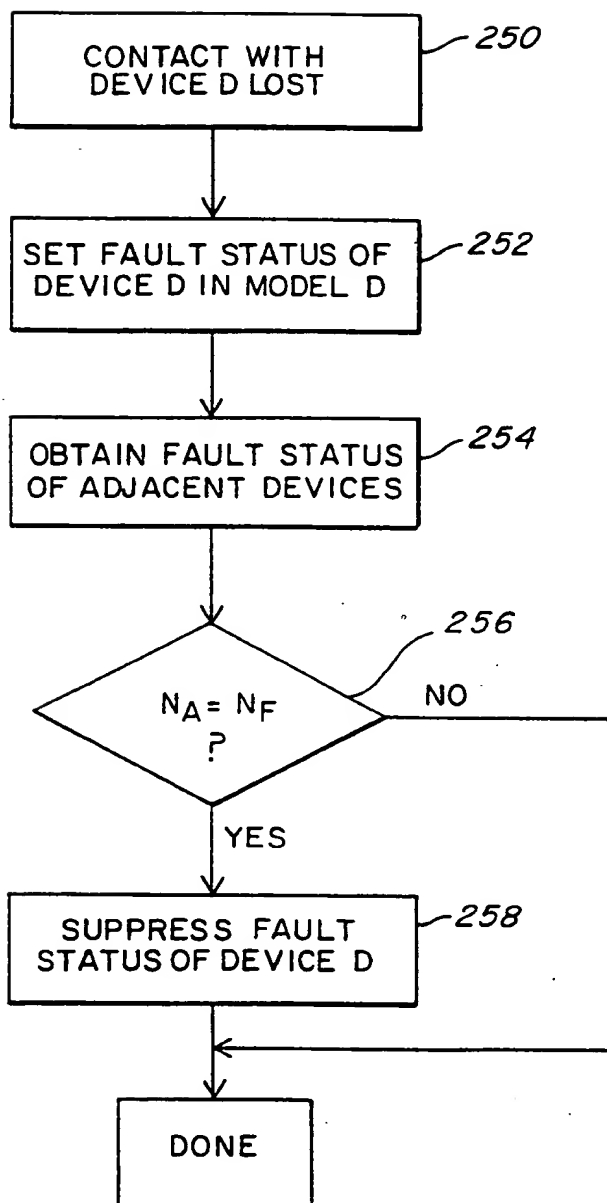 CONTACT WITH
DEVICE D LOST
250
SET FAULT STATUS OF
DEVICE D IN MODEL D
252
OBTAIN FAULT STATUS
OF ADJACENT DEVICES
254
256
NA = NF
?
NO
YES
SUPPRESS FAULT
STATUS OF DEVICE D
258
DONE